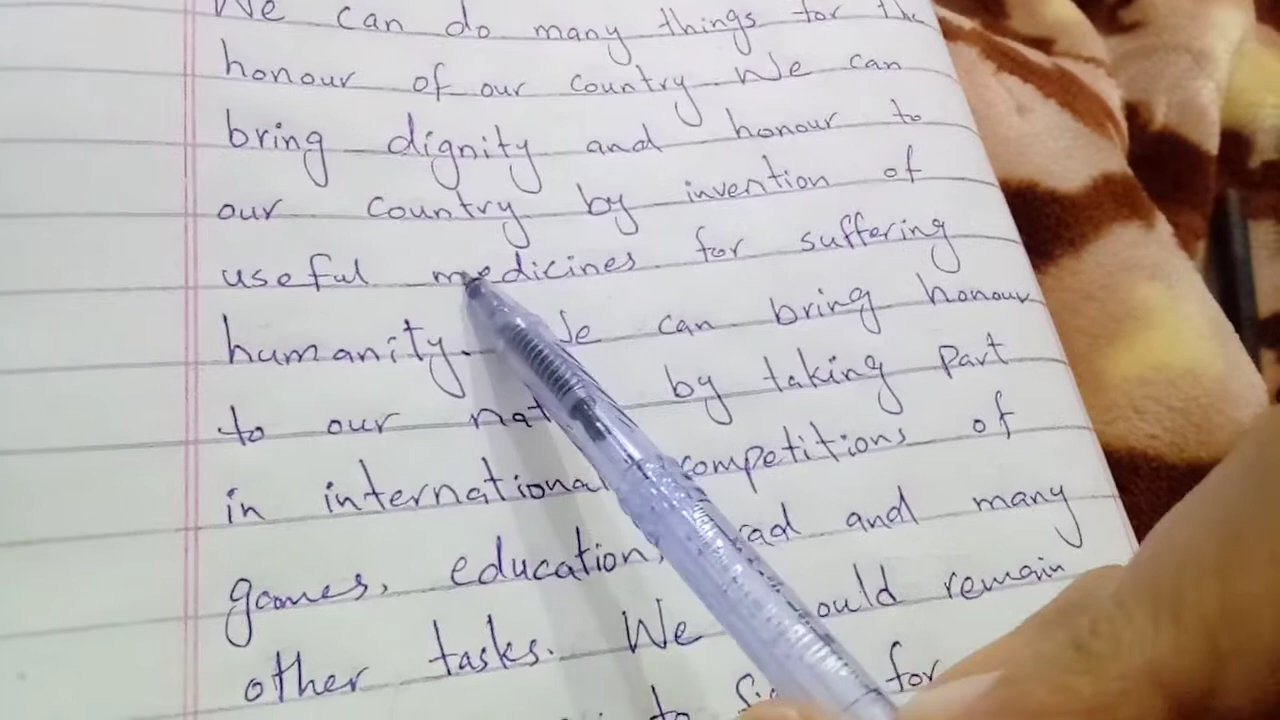 We can do many things for the
honour of our country. We can
bring dignity and honour to
our country by invention of
useful medicines for suffering
humanity. We can bring honour
to our by taking part
in international competitions of
games, education, and many
other tasks. We remain
to for